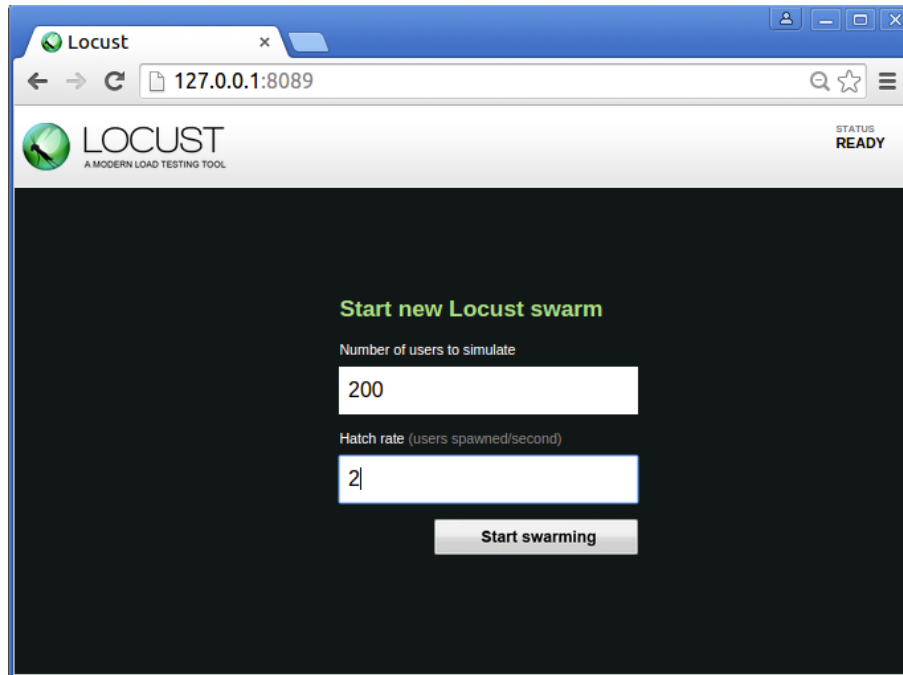 Locust
127.0.0.1:8089
LOCUST
A MODERN LOAD TESTING TOOL
STATUS
READY
Start new Locust swarm
Number of users to simulate
200
Hatch rate (users spawned/second)
2
Start swarming